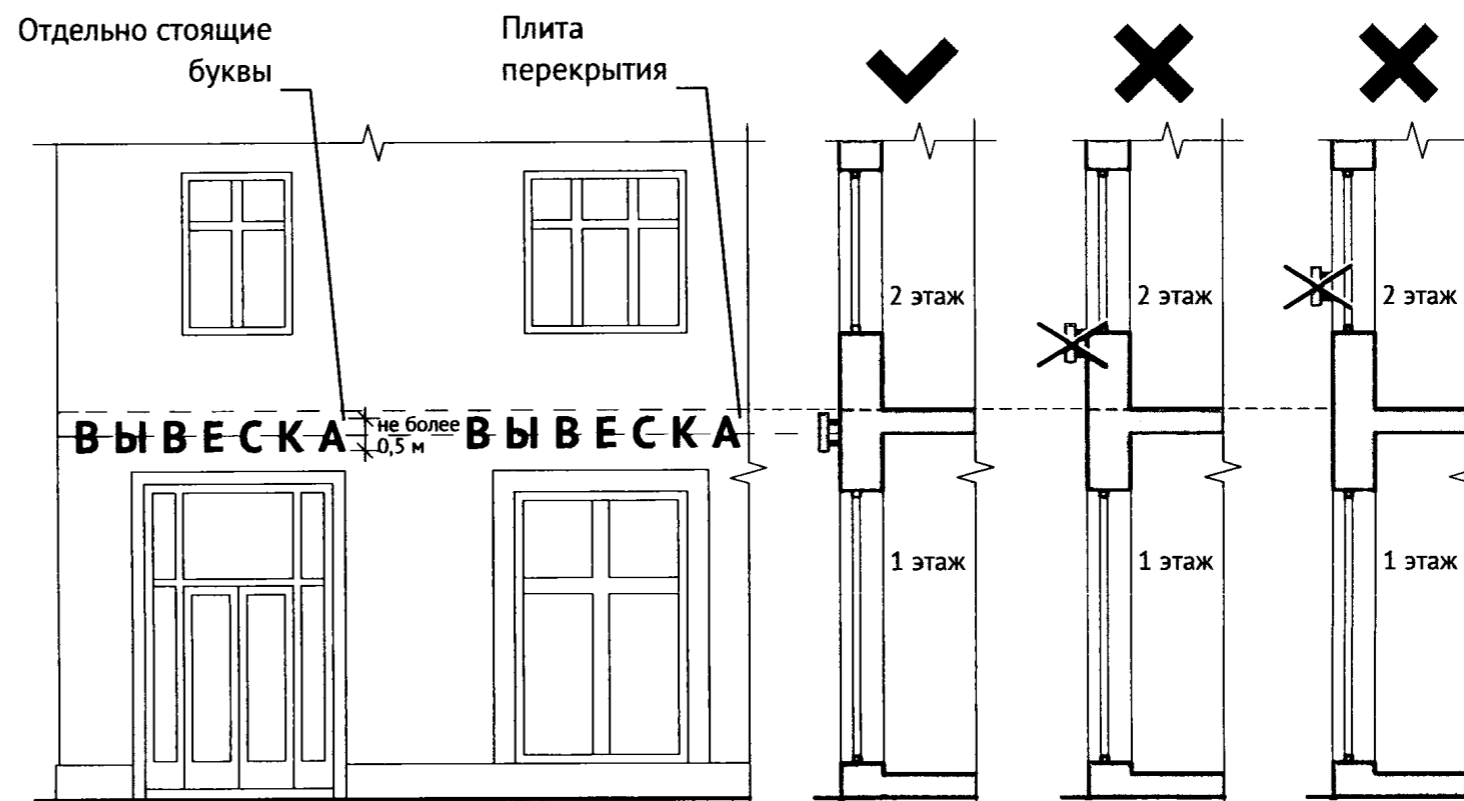 Отдельно стоящие
буквы
Плита
перекрытия
2 этаж
2 этаж
2 этаж
ВЫВЕСКА
не более
0,5 м
ВЫВЕСКА
1 этаж
1 этаж
1 этаж